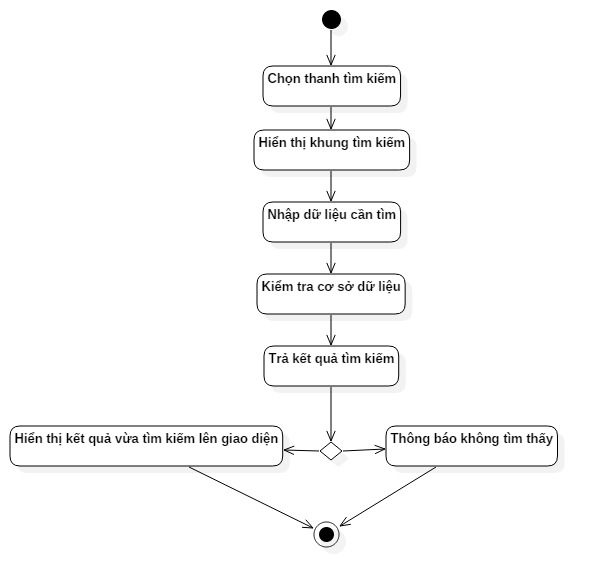 Chọn thanh tìm kiếm
Hiển thị khung tìm kiếm
Nhập dữ liệu cần tìm
Kiểm tra cơ sở dữ liệu
Trả kết quả tìm kiếm
Hiển thị kết quả vừa tìm kiếm lên giao diện
Thông báo không tìm thấy